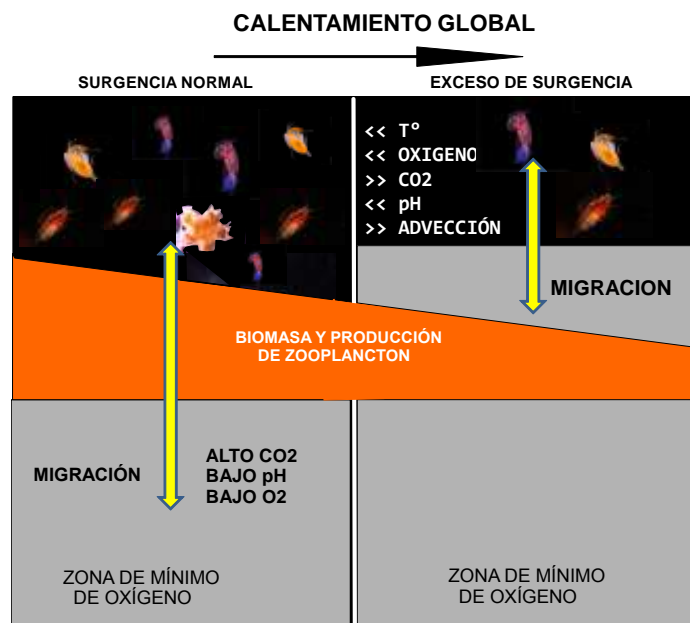 CALENTAMIENTO GLOBAL
SURGENCIA NORMAL
EXCESO DE SURGENCIA
<< Tº
<< OXIGENO
>> CO2
<< pH
>> ADVECCIÓN
MIGRACION
BIOMASA Y PRODUCCIÓN
DE ZOOPLANCTON
MIGRACIÓN
ALTO CO2
BAJO pH
BAJO O2
ZONA DE MÍNIMO
DE OXÍGENO
ZONA DE MÍNIMO
DE OXÍGENO